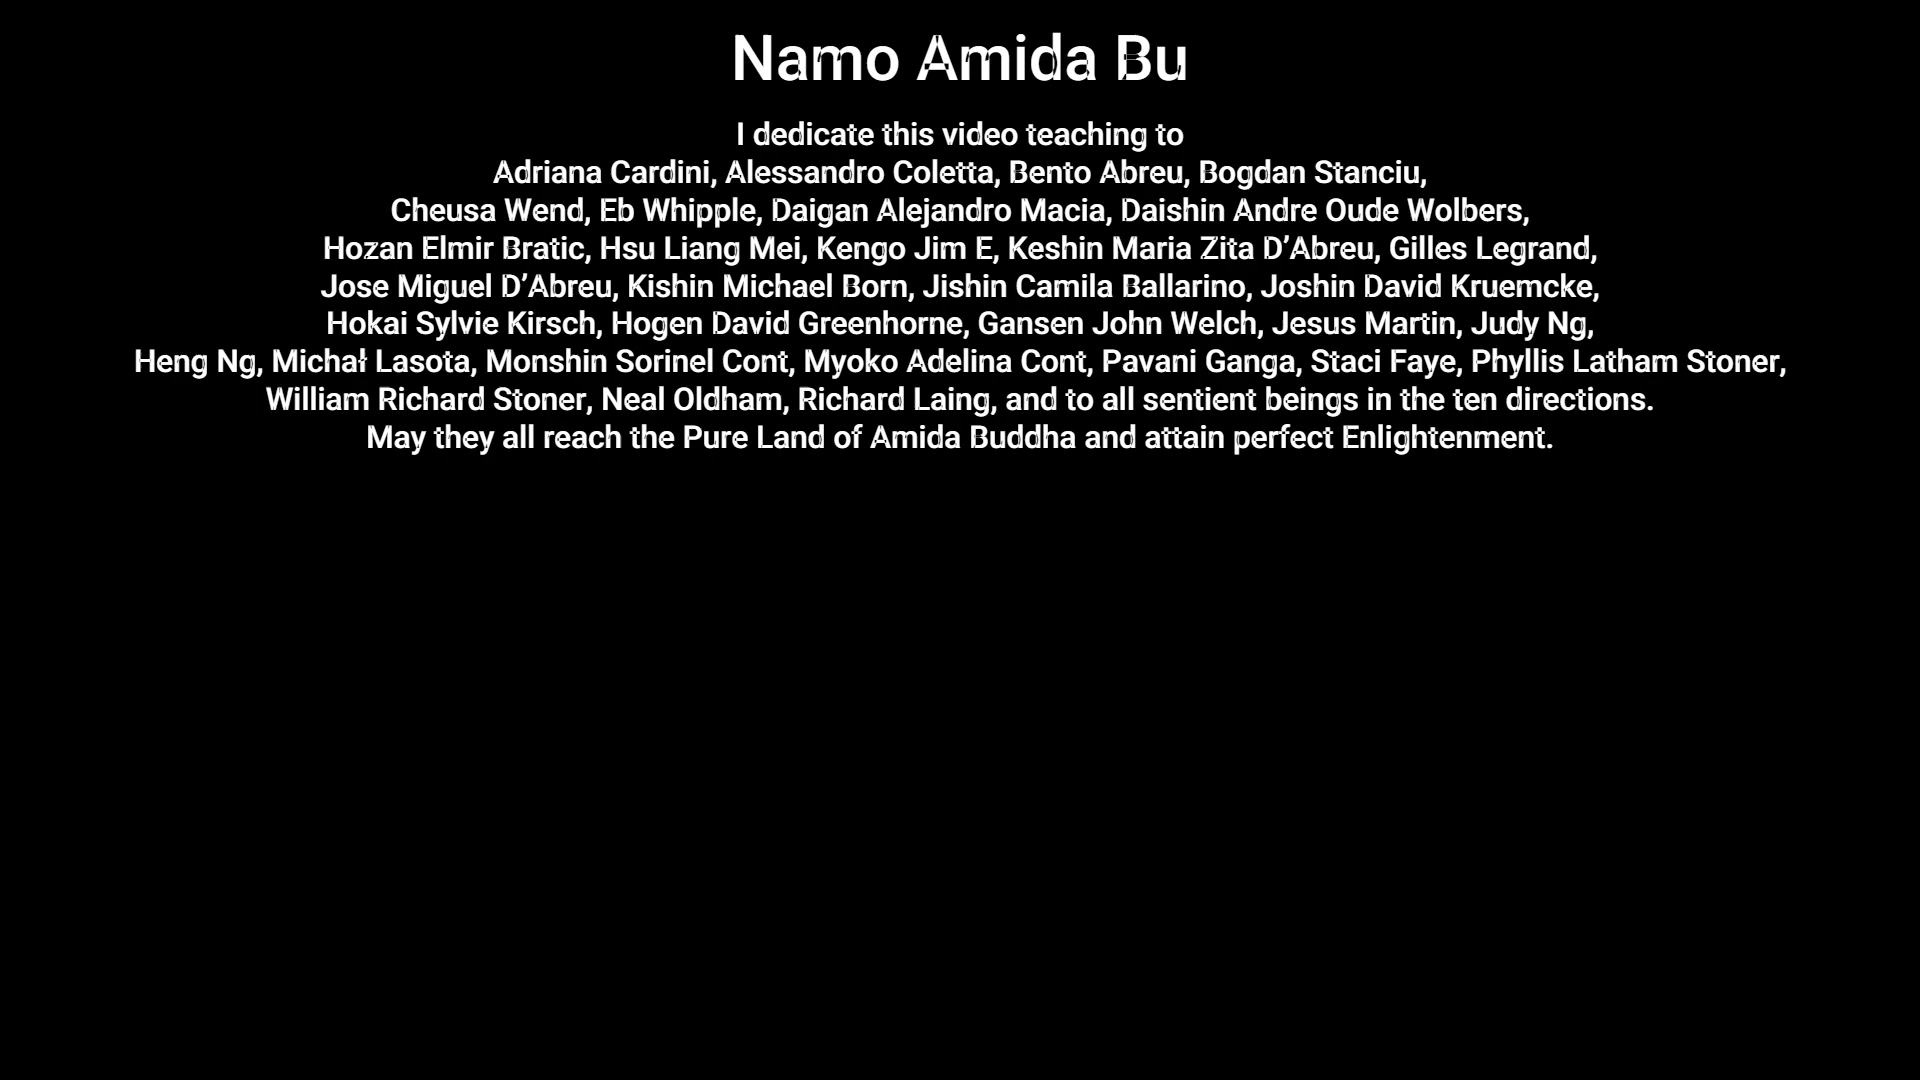 Namo Amida Bu
I dedicate this video teaching to
Adriana Cardini, Alessandro Coletta, Bento Abreu, Bogdan Stanciu,
Cheusa Wend, Eb Whipple, Daigan Alejandro Macia, Daishin Andre Oude Wolbers,
Hozan Elmir Bratic, Hsu Liang Mei, Kengo Jim E, Keshin Maria Zita D’Abreu, Gilles Legrand,
Jose Miguel D’Abreu, Kishin Michael Born, Jishin Camila Ballarino, Joshin David Kruemcke,
Hokai Sylvie Kirsch, Hogen David Greenhorne, Gansen John Welch, Jesus Martin, Judy Ng,
Heng Ng, Michał Lasota, Monshin Sorinel Cont, Myoko Adelina Cont, Pavani Ganga, Staci Faye, Phyllis Latham Stoner,
William Richard Stoner, Neal Oldham, Richard Laing, and to all sentient beings in the ten directions.
May they all reach the Pure Land of Amida Buddha and attain perfect Enlightenment.